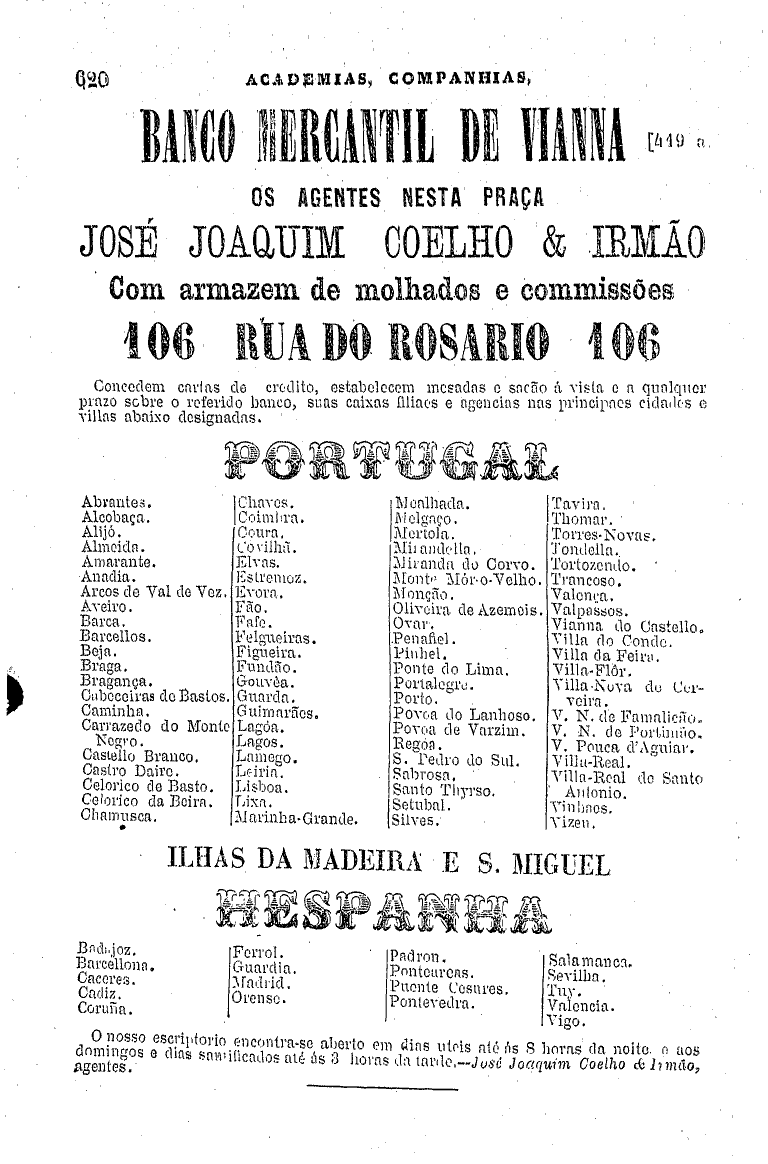 620 ACADEMIAS, COMPANHIAS,
BANCO MERCANTIL DE VIANNA [419 a
OS AGENTES NESTA PRAÇA
JOSÉ JOAQUIM COELHO & IRMÃO
Com armazem de molhados e commissões
106 RUA DO ROSARIO 106
Concedem cartas de credito, estabelecem mesadas e sacão á vista e a qualquer
prazo sobre o referido banco, suas caixas filiaes e agencias nas principaes cidades e
villas abaixo designadas.
PORTUGAL
Abrantes.
Alcobaça.
Alijó.
Almeida.
Amarante.
Anadia.
Arcos de Val de Vez.
Aveiro.
Barca.
Barcellos.
Beja.
Braga.
Bragança.
Cabeceiras de Bastos.
Caminha.
Carrazedo do Monte
Negro.
Castello Branco.
Castro Daire.
Celorico de Basto.
Celorico da Beira.
Chamusca.
Chaves.
Coimbra.
Coura.
Covilhã.
Elvas.
Estremoz.
Evora.
Fão.
Fafe.
Felgueiras.
Figueira.
Fundão.
Gouvêa.
Guarda.
Guimarães.
Lagôa.
Lagos.
Lamego.
Leiria.
Lisboa.
Lixa.
Marinha-Grande.
Mealhada.
Melgaço.
Mertola.
Mirandella.
Miranda do Corvo.
Monte Mór-o-Velho.
Monção.
Oliveira de Azemeis.
Ovar.
Penafiel.
Pinhel.
Ponte do Lima.
Portalegre.
Porto.
Povoa do Lanhoso.
Povoa de Varzim.
Regoa.
S. Pedro do Sul.
Sabrosa.
Santo Thyrso.
Setubal.
Silves.
Tavira.
Thomar.
Torres-Novas.
Tondella.
Tortozendo.
Trancoso.
Valença.
Valpassos.
Vianna do Castello.
Villa do Conde.
Villa da Feira.
Villa-Flôr.
Villa-Nova de Cer-
veira.
V. N. de Famalicão.
V. N. de Portimão.
V. Pouca d'Aguiar.
Villa-Real.
Villa-Real de Santo
Antonio.
Vinhaes.
Vizeu.
ILHAS DA MADEIRA E S. MIGUEL
HESPANHA
Badajoz.
Barcellona.
Caceres.
Cadiz.
Coruña.
Ferrol.
Guardia.
Madrid.
Orense.
Padron.
Ponteareas.
Puente Cesures.
Pontevedra.
Salamanca.
Sevilha.
Tuy.
Valencia.
Vigo.
O nosso escriptorio encontra-se aberto em dias uteis até ás 8 horas da noite, e aos
domingos e dias santificados até ás 3 horas da tarde.—José Joaquim Coelho & Irmão,
agentes.